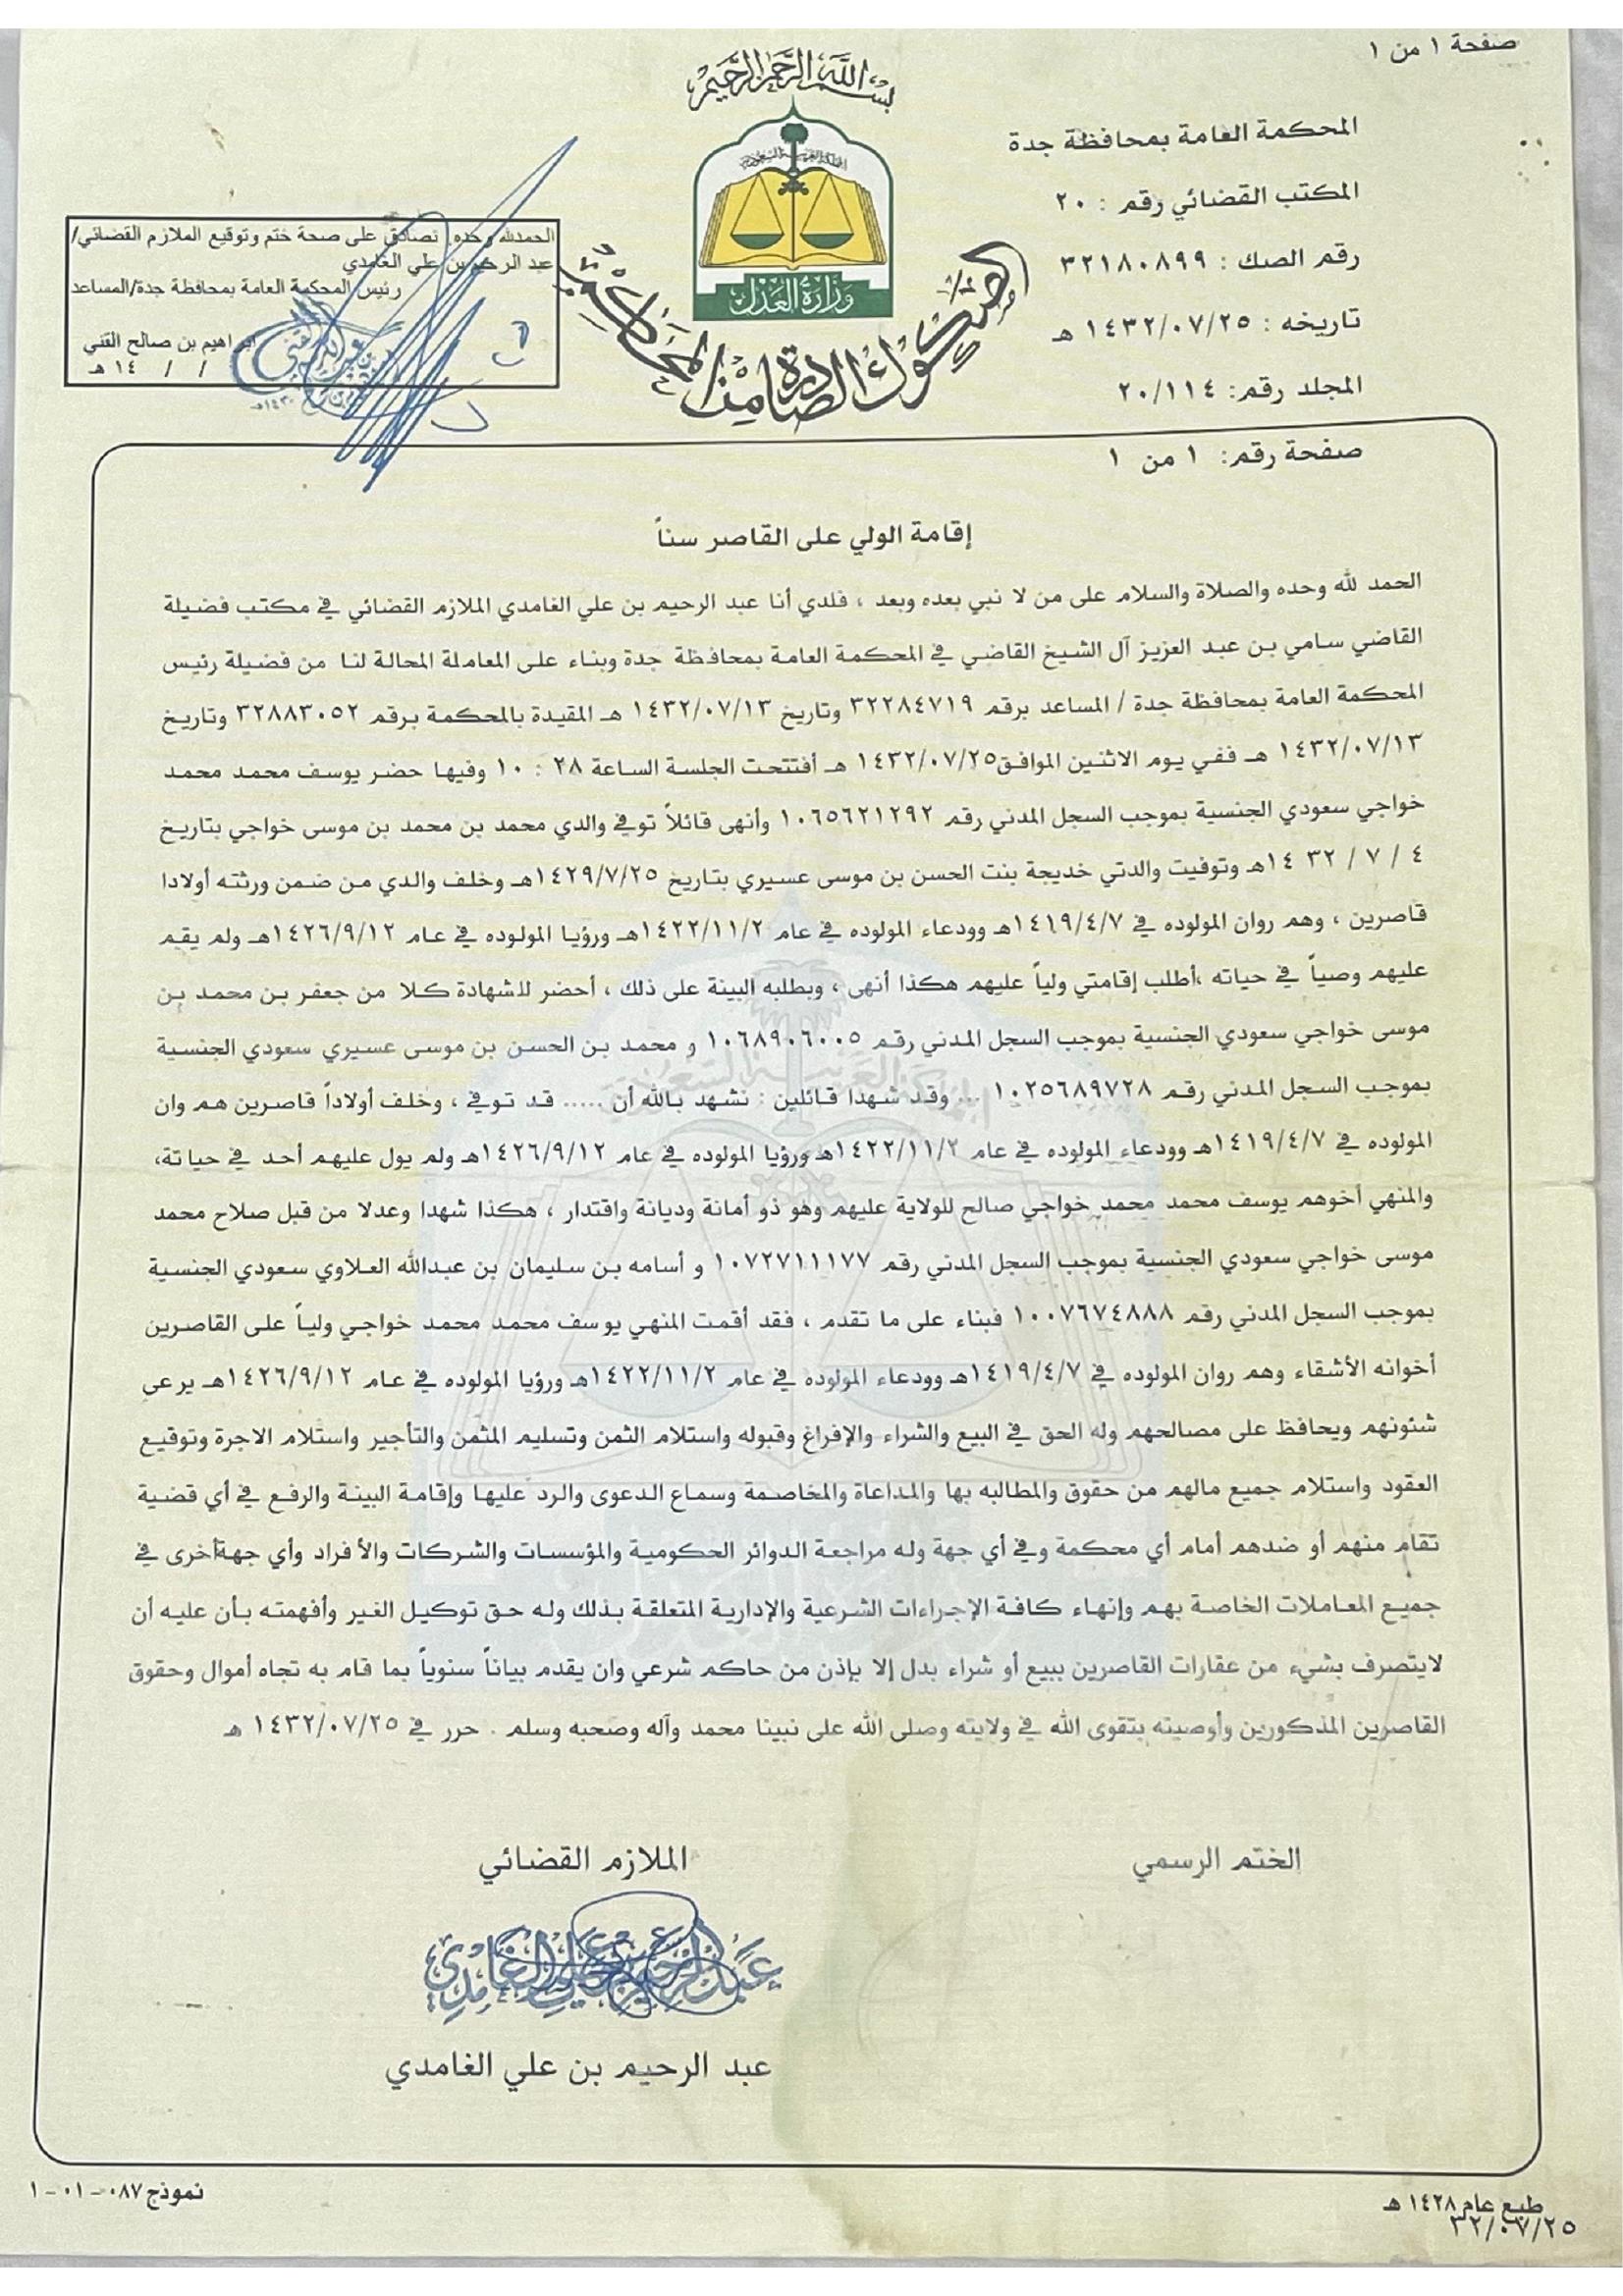 صفحة ١ من ١
بسم الله الرحمن الرحيم
المملكة العربية السعودية
وزارة العدل
الصكوك الصادرة من المحاكم
المحكمة العامة بمحافظة جدة
المكتب القضائي رقم : ٢٠
رقم الصك : ٣٢١٨٠٨٩٩
تاريخه : ١٤٣٢/٠٧/٢٥ هـ
المجلد رقم: ٢٠/١١٤
صفحة رقم: ١ من ١
الحمدلله وحده, نصادق على صحة ختم وتوقيع الملازم القضائي/
عبد الرحيم بن علي الغامدي
رئيس المحكمة العامة بمحافظة جدة/المساعد
ابراهيم بن صالح القني
/ / ١٤ هـ
إقامة الولي على القاصر سناً
الحمد لله وحده والصلاة والسلام على من لا نبي بعده وبعد ، فلدي أنا عبد الرحيم بن علي الغامدي الملازم القضائي في مكتب فضيلة
القاضي سامي بن عبد العزيز آل الشيخ القاضي في المحكمة العامة بمحافظة جدة وبناء على المعاملة المحالة لنا من فضيلة رئيس
المحكمة العامة بمحافظة جدة / المساعد برقم ٣٢٢٨٤٧١٩ وتاريخ ١٤٣٢/٠٧/١٣ هـ المقيدة بالمحكمة برقم ٣٢٨٨٣٠٥٢ وتاريخ
١٤٣٢/٠٧/١٣ هـ ففي يوم الاثنين الموافق١٤٣٢/٠٧/٢٥ هـ أفتتحت الجلسة الساعة ٢٨ : ١٠ وفيها حضر يوسف محمد محمد
خواجي سعودي الجنسية بموجب السجل المدني رقم ١٠٦٥٦٢١٢٩٢ وأنهى قائلاً توفي والدي محمد بن محمد بن موسى خواجي بتاريخ
٤ / ٧ / ١٤٣٢هـ وتوفيت والدتي خديجة بنت الحسن بن موسى عسيري بتاريخ ١٤٢٩/٧/٢٥هـ وخلف والدي من ضمن ورثته أولادا
قاصرين ، وهم روان المولوده في ١٤١٩/٤/٧هـ وودعاء المولوده في عام ١٤٢٢/١١/٢هـ ورؤيا المولوده في عام ١٤٢٦/٩/١٢هـ ولم يقم
عليهم وصياً في حياته ،أطلب إقامتي ولياً عليهم هكذا أنهى ، وبطلبه البينة على ذلك ، أحضر للشهادة كلا من جعفر بن محمد بن
موسى خواجي سعودي الجنسية بموجب السجل المدني رقم ١٠٦٨٩٠٦٠٠٥ و محمد بن الحسن بن موسى عسيري سعودي الجنسية
بموجب السجل المدني رقم ١٠٢٥٦٨٩٧٢٨ ... وقد شهدا قائلين : نشهد بالله أن ..... قد توفي ، وخلف أولاداً قاصرين هم وان
المولوده في ١٤١٩/٤/٧هـ وودعاء المولوده في عام ١٤٢٢/١١/٢هـ ورؤيا المولوده في عام ١٤٢٦/٩/١٢هـ ولم يول عليهم أحد في حياتة،
والمنهي أخوهم يوسف محمد محمد خواجي صالح للولاية عليهم وهو ذو أمانة وديانة واقتدار ، هكذا شهدا وعدلا من قبل صلاح محمد
موسى خواجي سعودي الجنسية بموجب السجل المدني رقم ١٠٧٢٧١١١٧٧ و أسامه بن سليمان بن عبدالله العلاوي سعودي الجنسية
بموجب السجل المدني رقم ١٠٠٧٦٧٤٨٨٨ فبناء على ما تقدم ، فقد أقمت المنهي يوسف محمد محمد خواجي ولياً على القاصرين
أخوانه الأشقاء وهم روان المولوده في ١٤١٩/٤/٧هـ وودعاء المولوده في عام ١٤٢٢/١١/٢هـ ورؤيا المولوده في عام ١٤٢٦/٩/١٢هـ يرعى
شئونهم ويحافظ على مصالحهم وله الحق في البيع والشراء والإفراغ وقبوله واستلام الثمن وتسليم المثمن والتأجير واستلام الاجرة وتوقيع
العقود واستلام جميع مالهم من حقوق والمطالبه بها والمداعاة والمخاصمة وسماع الدعوى والرد عليها وإقامة البينة والرفع في أي قضية
تقام منهم أو ضدهم أمام أي محكمة وفي أي جهة وله مراجعة الدوائر الحكومية والمؤسسات والشركات والأفراد وأي جهةأخرى في
جميع المعاملات الخاصة بهم وإنهاء كافة الإجراءات الشرعية والإدارية المتعلقة بذلك وله حق توكيل الغير وأفهمته بأن عليه أن
لايتصرف بشيء من عقارات القاصرين ببيع أو شراء بدل إلا بإذن من حاكم شرعي وان يقدم بياناً سنوياً بما قام به تجاه أموال وحقوق
القاصرين المذكورين وأوصيته بتقوى الله في ولايته وصلى الله على نبينا محمد وآله وصحبه وسلم . حرر في ١٤٣٢/٠٧/٢٥ هـ
الختم الرسمي
الملازم القضائي
عبد الرحيم بن علي الغامدي
عبد الرحيم بن علي الغامدي
طبع عام ١٤٢٨ هـ
٣٢/٠٧/٢٥
نموذج ٠٨٧-٠١-١